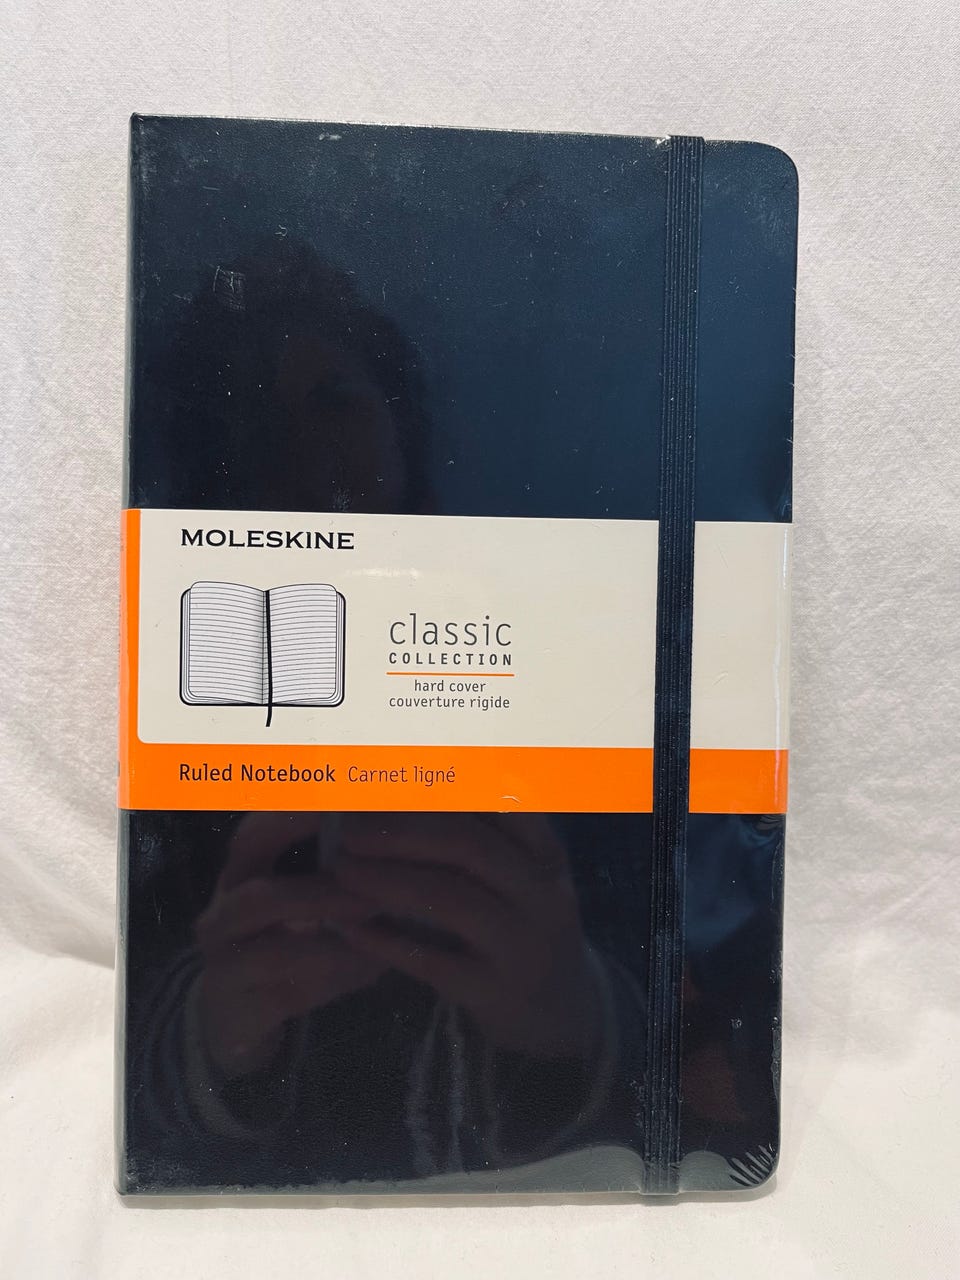 MOLESKINE
classic
COLLECTION
hard cover
couverture rigide
Ruled Notebook Carnet ligné